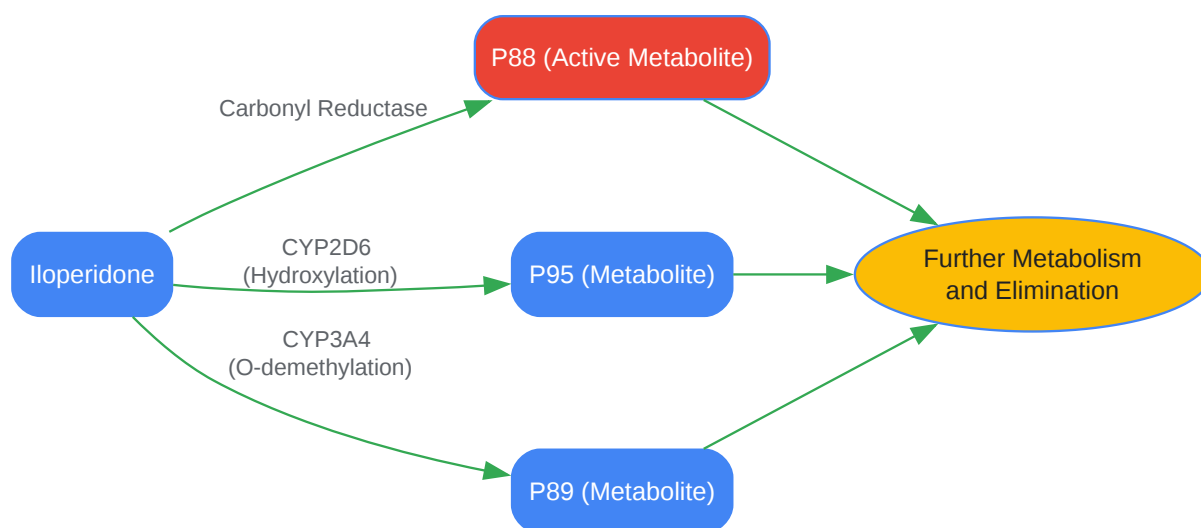 P88 (Active Metabolite)
Carbonyl Reductase
Iloperidone
CYP2D6
(Hydroxylation)
P95 (Metabolite)
Further Metabolism
and Elimination
CYP3A4
(O-demethylation)
P89 (Metabolite)